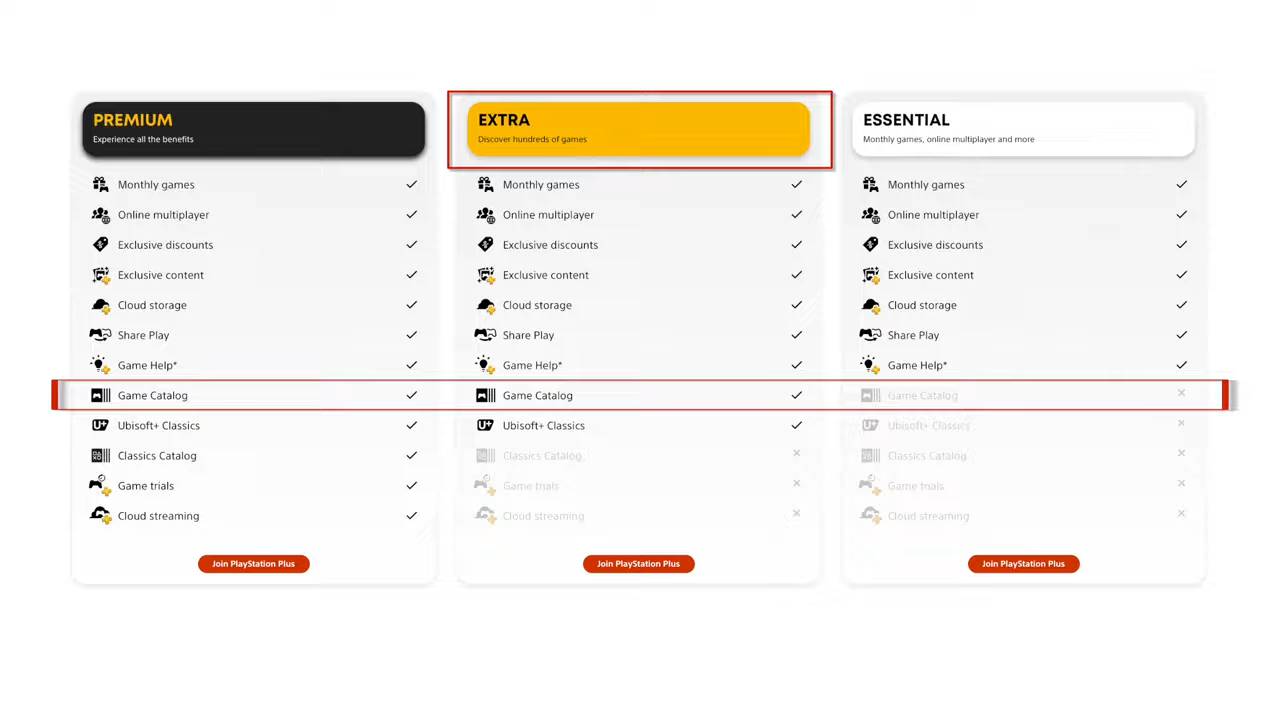 PREMIUM
Experience all the benefits
Monthly games
Online multiplayer
Exclusive discounts
Exclusive content
Cloud storage
Share Play
Game Help*
Game Catalog
Ubisoft+ Classics
Classics Catalog
Game trials
Cloud streaming
Join PlayStation Plus
EXTRA
Discover hundreds of games
Monthly games
Online multiplayer
Exclusive discounts
Exclusive content
Cloud storage
Share Play
Game Help*
Game Catalog
Ubisoft+ Classics
Classics Catalog
Game trials
Cloud streaming
Join PlayStation Plus
ESSENTIAL
Monthly games, online multiplayer and more
Monthly games
Online multiplayer
Exclusive discounts
Exclusive content
Cloud storage
Share Play
Game Help*
Game Catalog
Ubisoft+ Classics
Classics Catalog
Game trials
Cloud streaming
Join PlayStation Plus